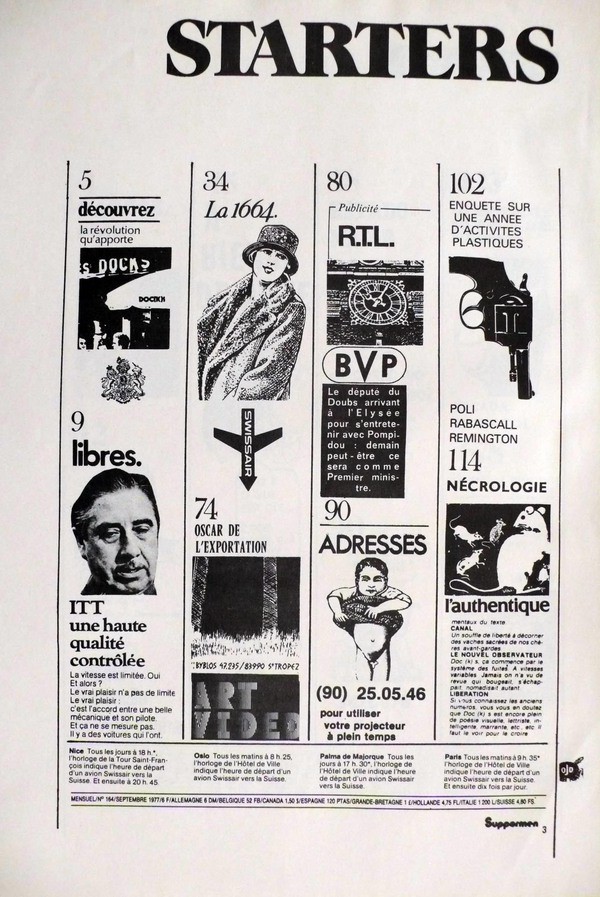 STARTERS
5
découvrez
la révolution
qu'apporte
S DOCK?
DOCKS
9
libres.
ITT
une haute
qualité
contrôlée
La vitesse est limitée. Oui
Et alors ?
Le vrai plaisir n'a pas de limite
Le vrai plaisir :
c'est l'accord entre une belle
mécanique et son pilote.
Et ça ne se mesure pas.
Il y a des voitures qui l'ont.
34
La 1664.
SWISSAIR
74
OSCAR DE
L'EXPORTATION
BYBLOS 47.235/83990 ST TROPEZ
ART
VIDEO
80
Publicité
R.T.L.
BVP
Le député du
Doubs arrivant
à l'Elysée
pour s'entrete-
nir avec Pompi-
dou : demain
peut-être ce
sera comme
Premier minis-
tre.
90
ADRESSES
(90) 25.05.46
pour utiliser
votre projecteur
à plein temps
102
ENQUETE SUR
UNE ANNEE
D'ACTIVITES
PLASTIQUES
POLI
RABASCALL
REMINGTON
114
NÉCROLOGIE
l'authentique
mentaux du texte
CANAL
Un souffle de liberté à décorner
des vaches sacrées de nos chè-
res avant-gardes
LE NOUVEL OBSERVATEUR
Doc (k) s, ça commence par le
système des fuites. A vitesses
variables. Jamais on n'a vu de
revue qui bougeait, s'échap-
pait, nomadisait autant.
LIBERATION
Si vous connaissez les anciens
numéros, vous vous en doutez
que Doc (k) s est encore plein
de poésie visuelle, lettriste, in-
telligente, marrante, etc, etc. Il
faut le voir pour le croire
Nice Tous les jours à 18 h.*,
l'horloge de la Tour Saint-Fran-
çois indique l'heure de départ
d'un avion Swissair vers la
Suisse. Et ensuite à 20 h. 45.
Oslo Tous les matins à 8 h 25,
l'horloge de l'Hôtel de Ville
indique l'heure de départ d'un
avion Swissair vers la Suisse.
Palma de Majorque Tous les
jours à 17 h. 30*, l'horloge de
l'Hôtel de Ville indique l'heure
de départ d'un avion Swissair
vers la Suisse.
Paris Tous les matins à 9h. 35*
l'horloge de l'Hôtel de Ville
indique l'heure de départ d'un
avion Swissair vers la Suisse.
Et ensuite dix fois par jour.
OJD
MENSUEL/N° 164/SEPTEMBRE 1977/6 F/ALLEMAGNE 6 DM/BELGIQUE 52 FB/CANADA 1,50 $/ESPAGNE 120 PTAS/GRANDE-BRETAGNE 1 £/HOLLANDE 4,75 FL/ITALIE 1 200 L/SUISSE 4,80 FS.
Supparmen
3